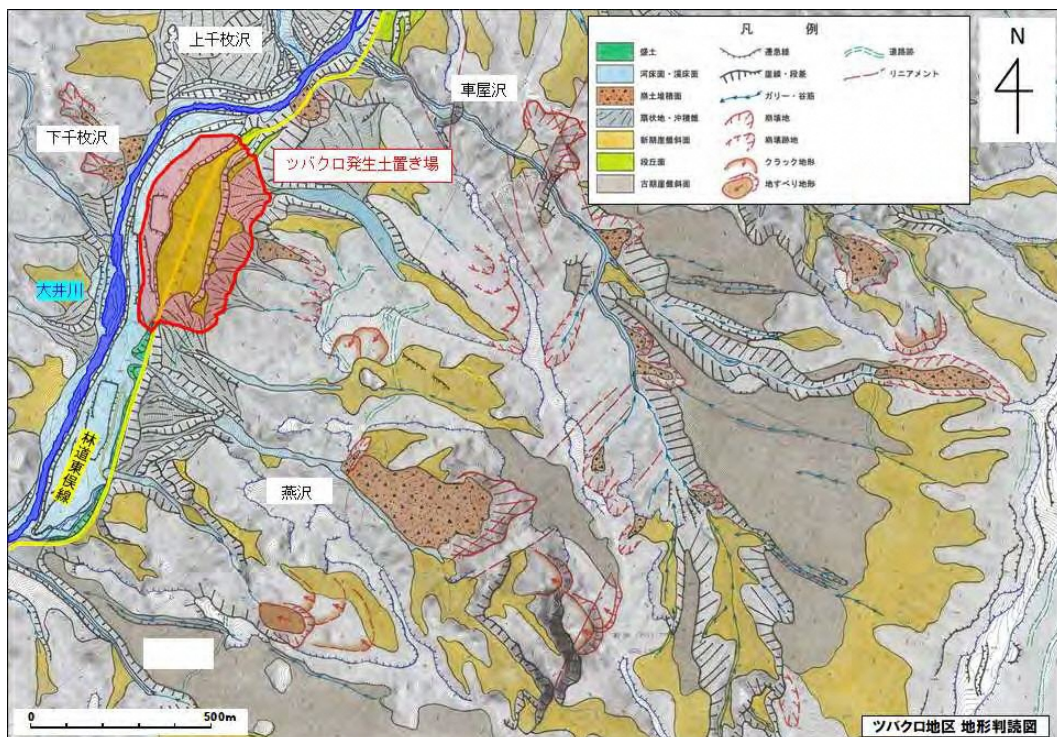 上千枚沢
車屋沢
下千枚沢
ツバクロ発生土置き場
大井川
林道東俣線
燕沢
凡 例
盛土
河床面・溪床面
崩土堆積面
扇状地・沖積錐
新期崖錐斜面
段丘面
古期崖錐斜面
遷急線
崖線・段差
ガリー・谷筋
崩壊地
崩壊跡地
クラック地形
地すべり地形
道路跡
リニアメント
N
0 500m
ツバクロ地区 地形判読図